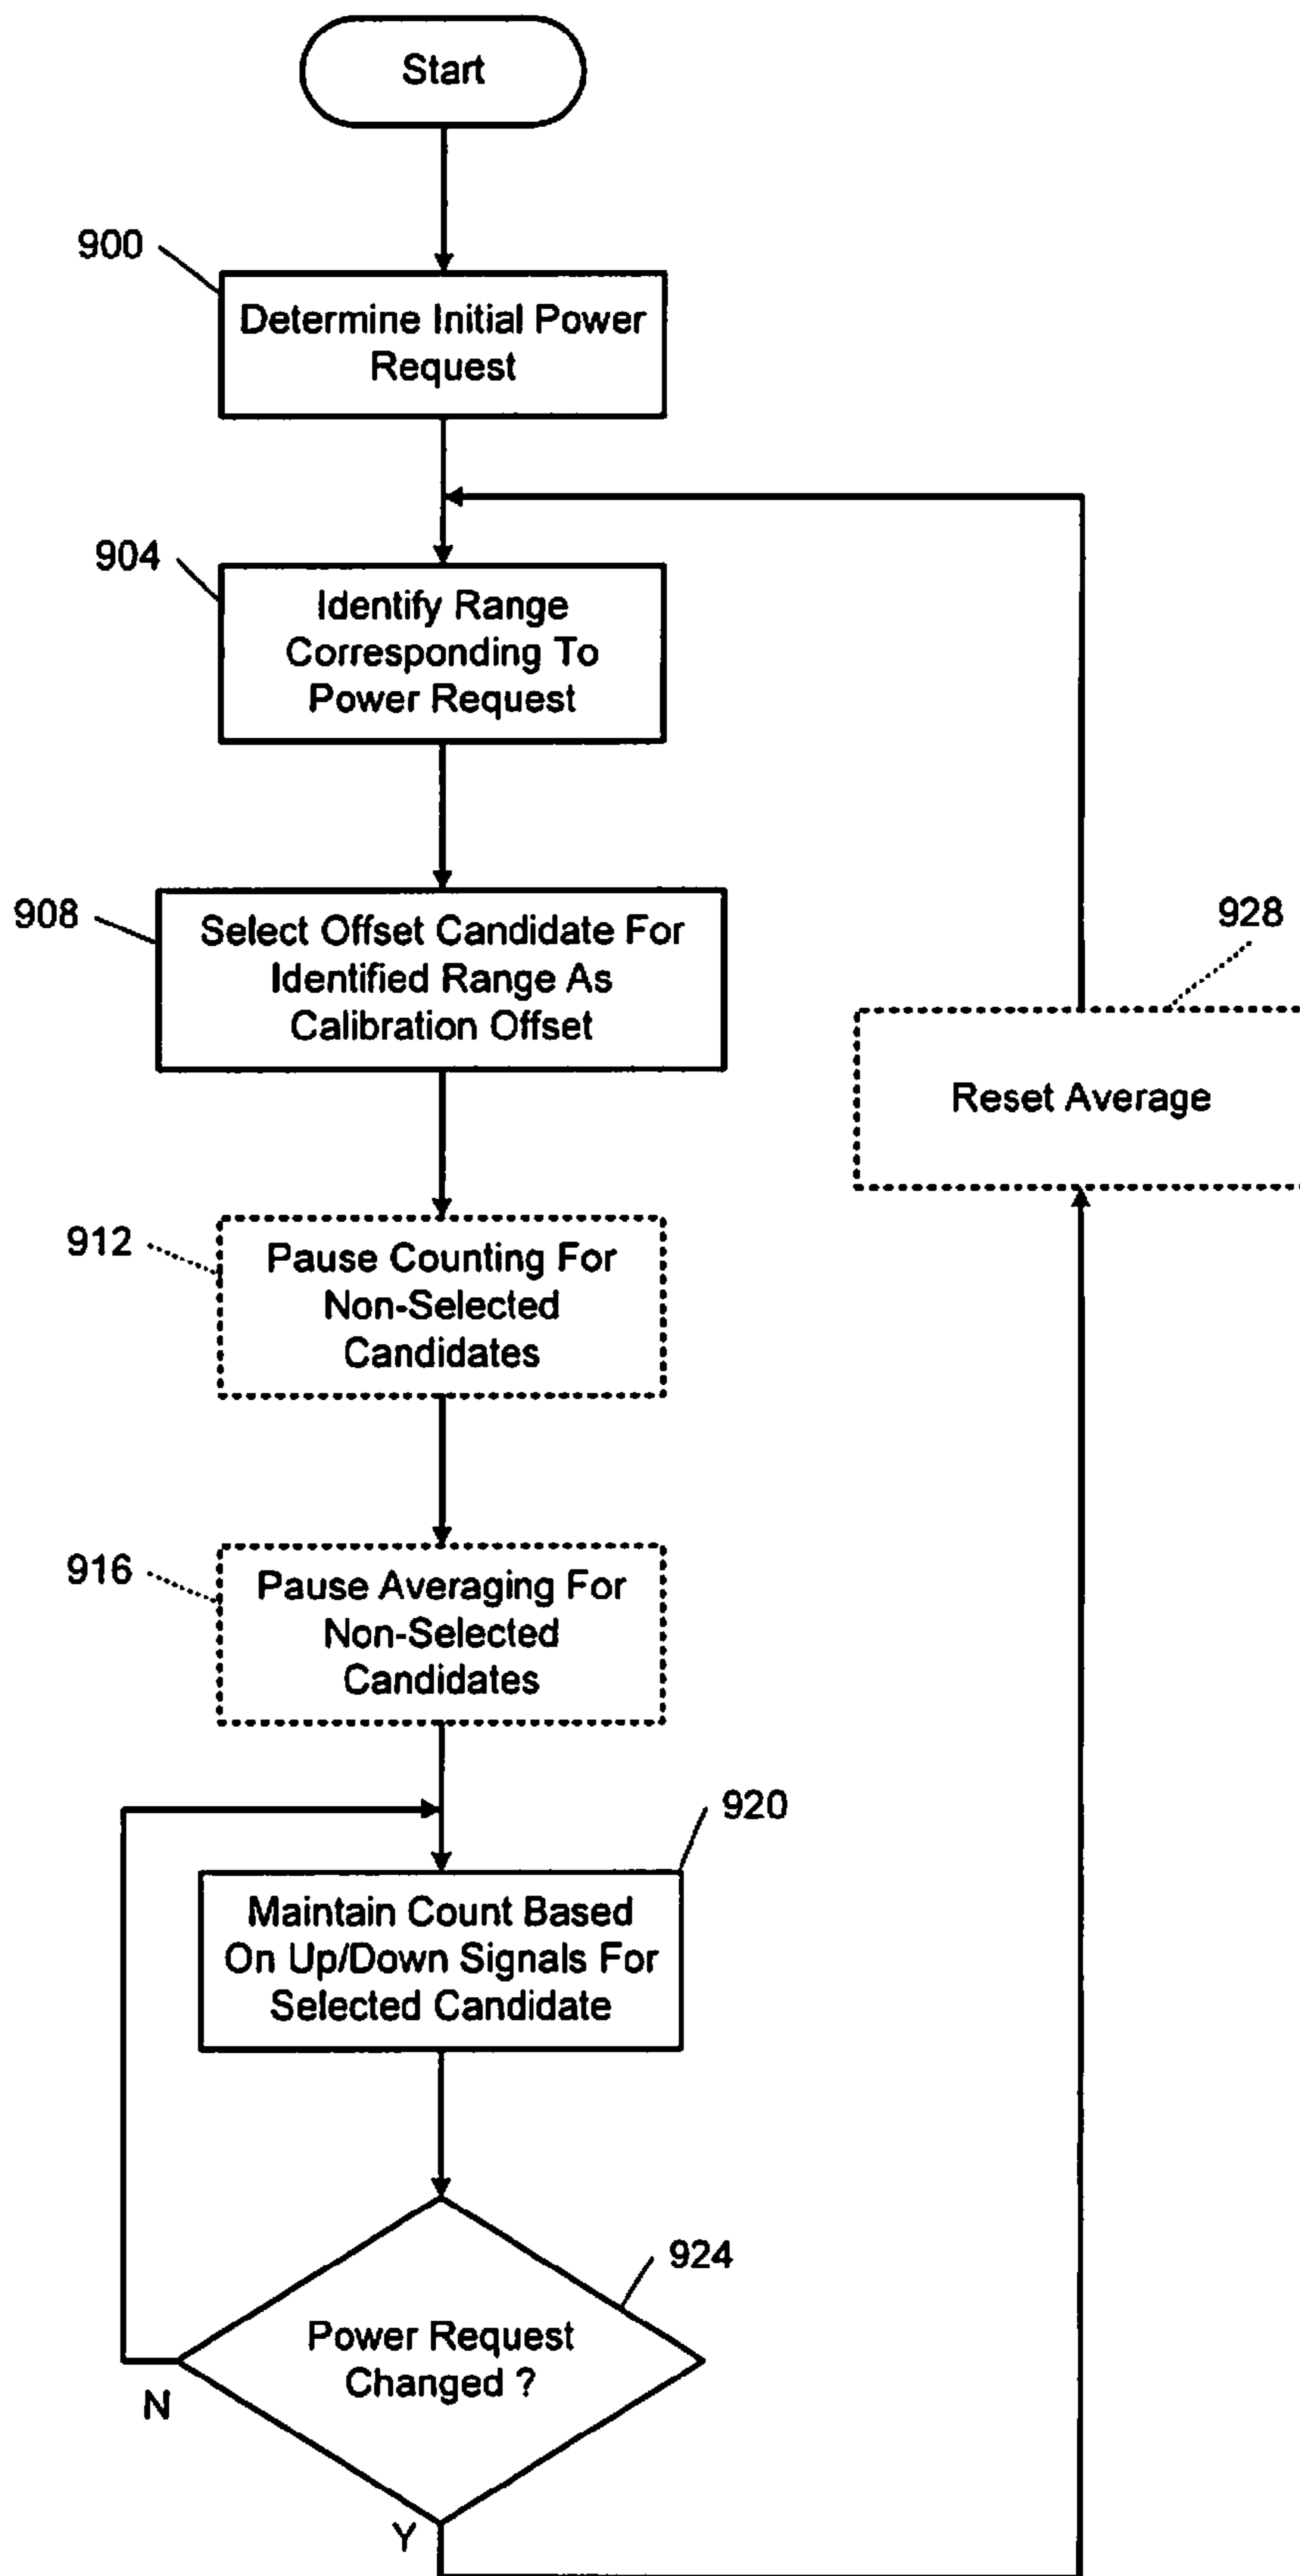 Start
900
Determine Initial Power
Request
904
Identify Range
Corresponding To
Power Request
908
Select Offset Candidate For
Identified Range As
Calibration Offset
928
Reset Average
912
Pause Counting For
Non-Selected
Candidates
916
Pause Averaging For
Non-Selected
Candidates
920
Maintain Count Based
On Up/Down Signals For
Selected Candidate
924
Power Request
Changed ?
N
Y